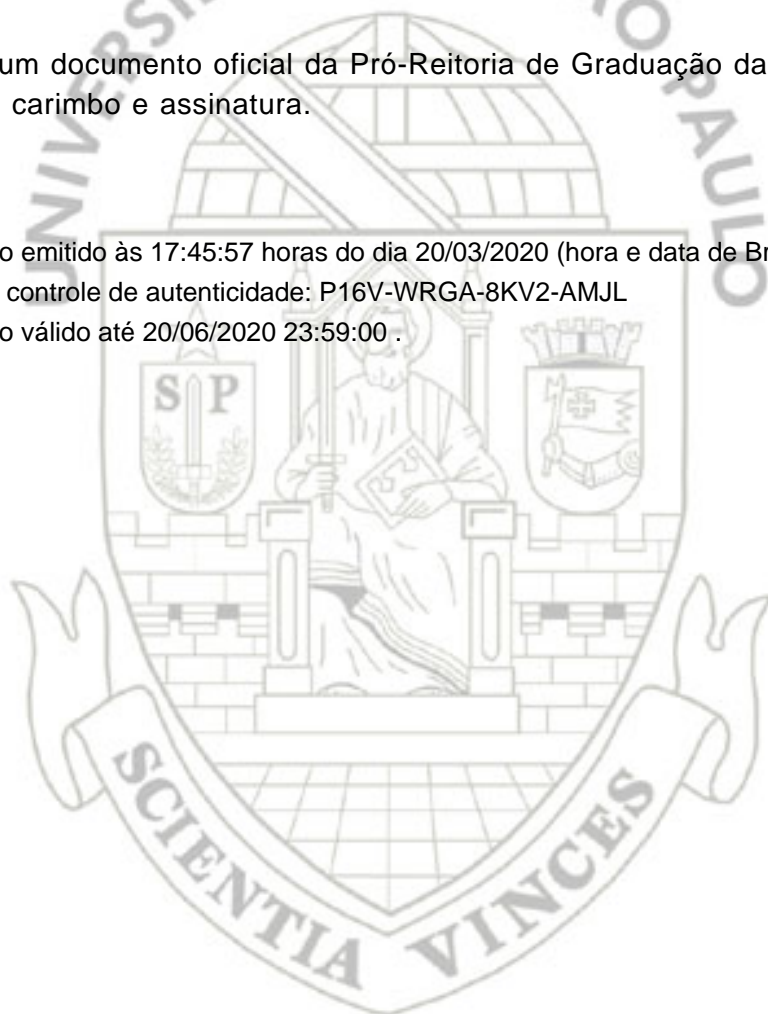 UNIVERSI
O PAULO
um documento oficial da Pró-Reitoria de Graduação da
carimbo e assinatura.
o emitido às 17:45:57 horas do dia 20/03/2020 (hora e data de Br
controle de autenticidade: P16V-WRGA-8KV2-AMJL
o válido até 20/06/2020 23:59:00 .
S P
SCIENTIA VINCES